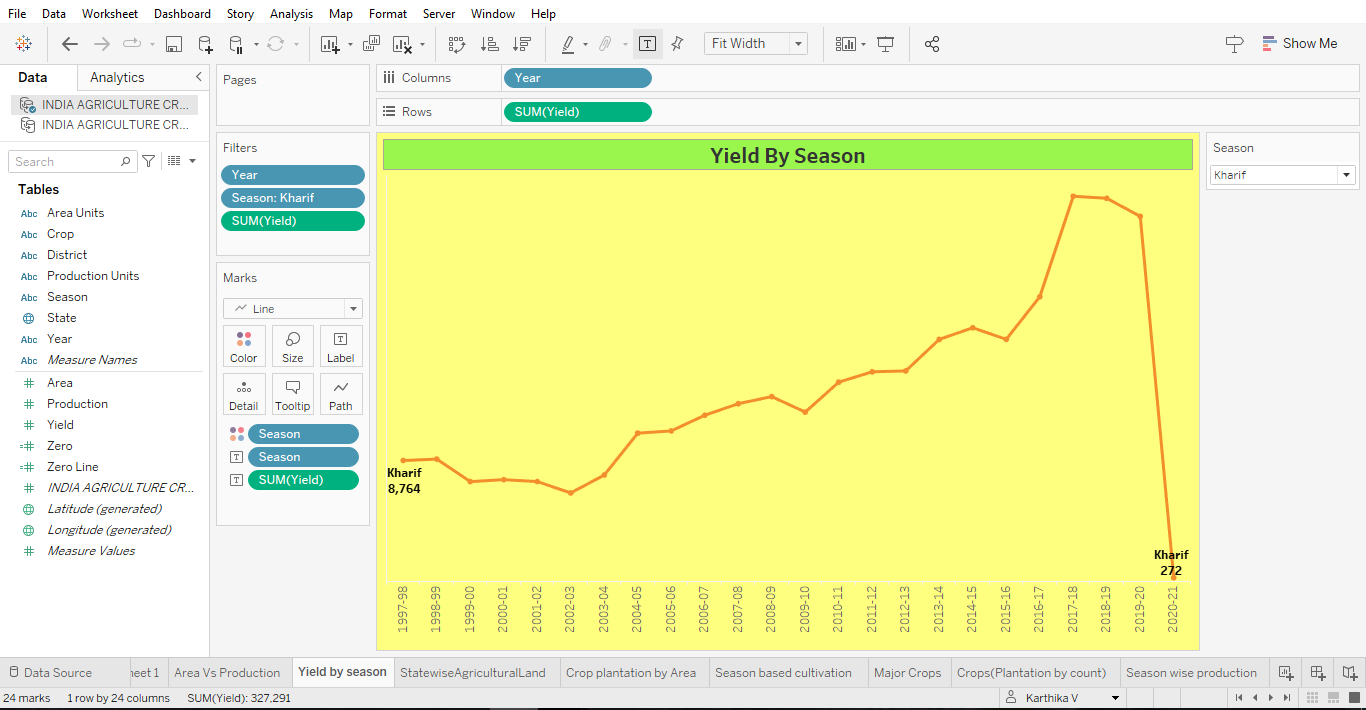 File Data Worksheet Dashboard Story Analysis Map Format Server Window Help
Fit Width
Show Me
Data Analytics
INDIA AGRICULTURE CR...
INDIA AGRICULTURE CR...
Search
Tables
Abc Area Units
Abc Crop
Abc District
Abc Production Units
Abc Season
State
Abc Year
Abc Measure Names
# Area
# Production
# Yield
=# Zero
=# Zero Line
# INDIA AGRICULTURE CR...
Latitude (generated)
Longitude (generated)
# Measure Values
Pages
Filters
Year
Season: Kharif
SUM(Yield)
Marks
Line
Color Size Label
Detail Tooltip Path
Season
Season
SUM(Yield)
Columns Year
Rows SUM(Yield)
Yield By Season
Kharif
8,764
Kharif
272
1997-98
1998-99
1999-00
2000-01
2001-02
2002-03
2003-04
2004-05
2005-06
2006-07
2007-08
2008-09
2009-10
2010-11
2011-12
2012-13
2013-14
2014-15
2015-16
2016-17
2017-18
2018-19
2019-20
2020-21
Season
Kharif
Data Source eet 1 Area Vs Production Yield by season StatewiseAgriculturalLand Crop plantation by Area Season based cultivation Major Crops Crops(Plantation by count) Season wise production
24 marks 1 row by 24 columns SUM(Yield): 327,291 Karthika V